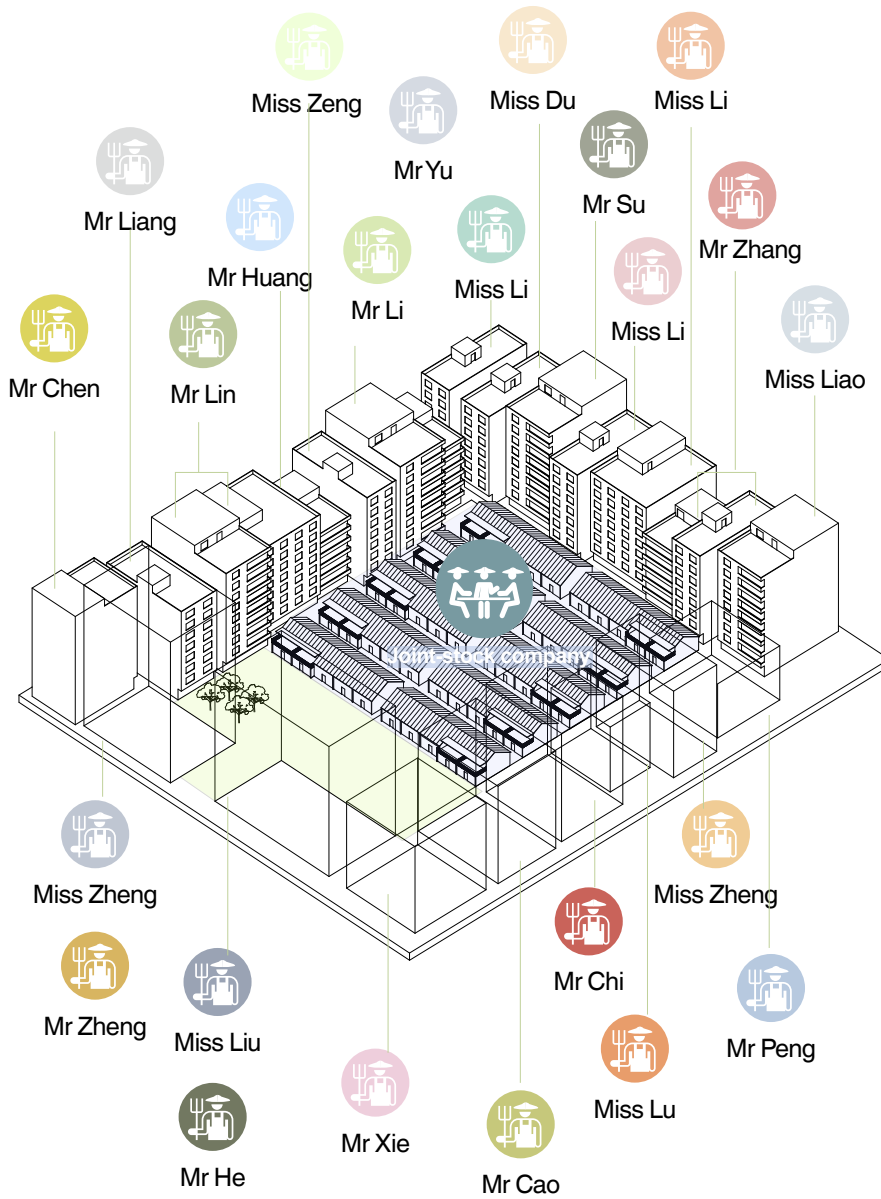 Miss Zeng
Miss Du
Miss Li
Mr Yu
Mr Su
Mr Liang
Mr Zhang
Mr Huang
Mr Li
Miss Li
Miss Li
Mr Chen
Mr Lin
Miss Liao
Joint-stock company
Miss Zheng
Miss Zheng
Mr Chi
Mr Zheng
Miss Liu
Mr Peng
Miss Lu
Mr Xie
Mr He
Mr Cao